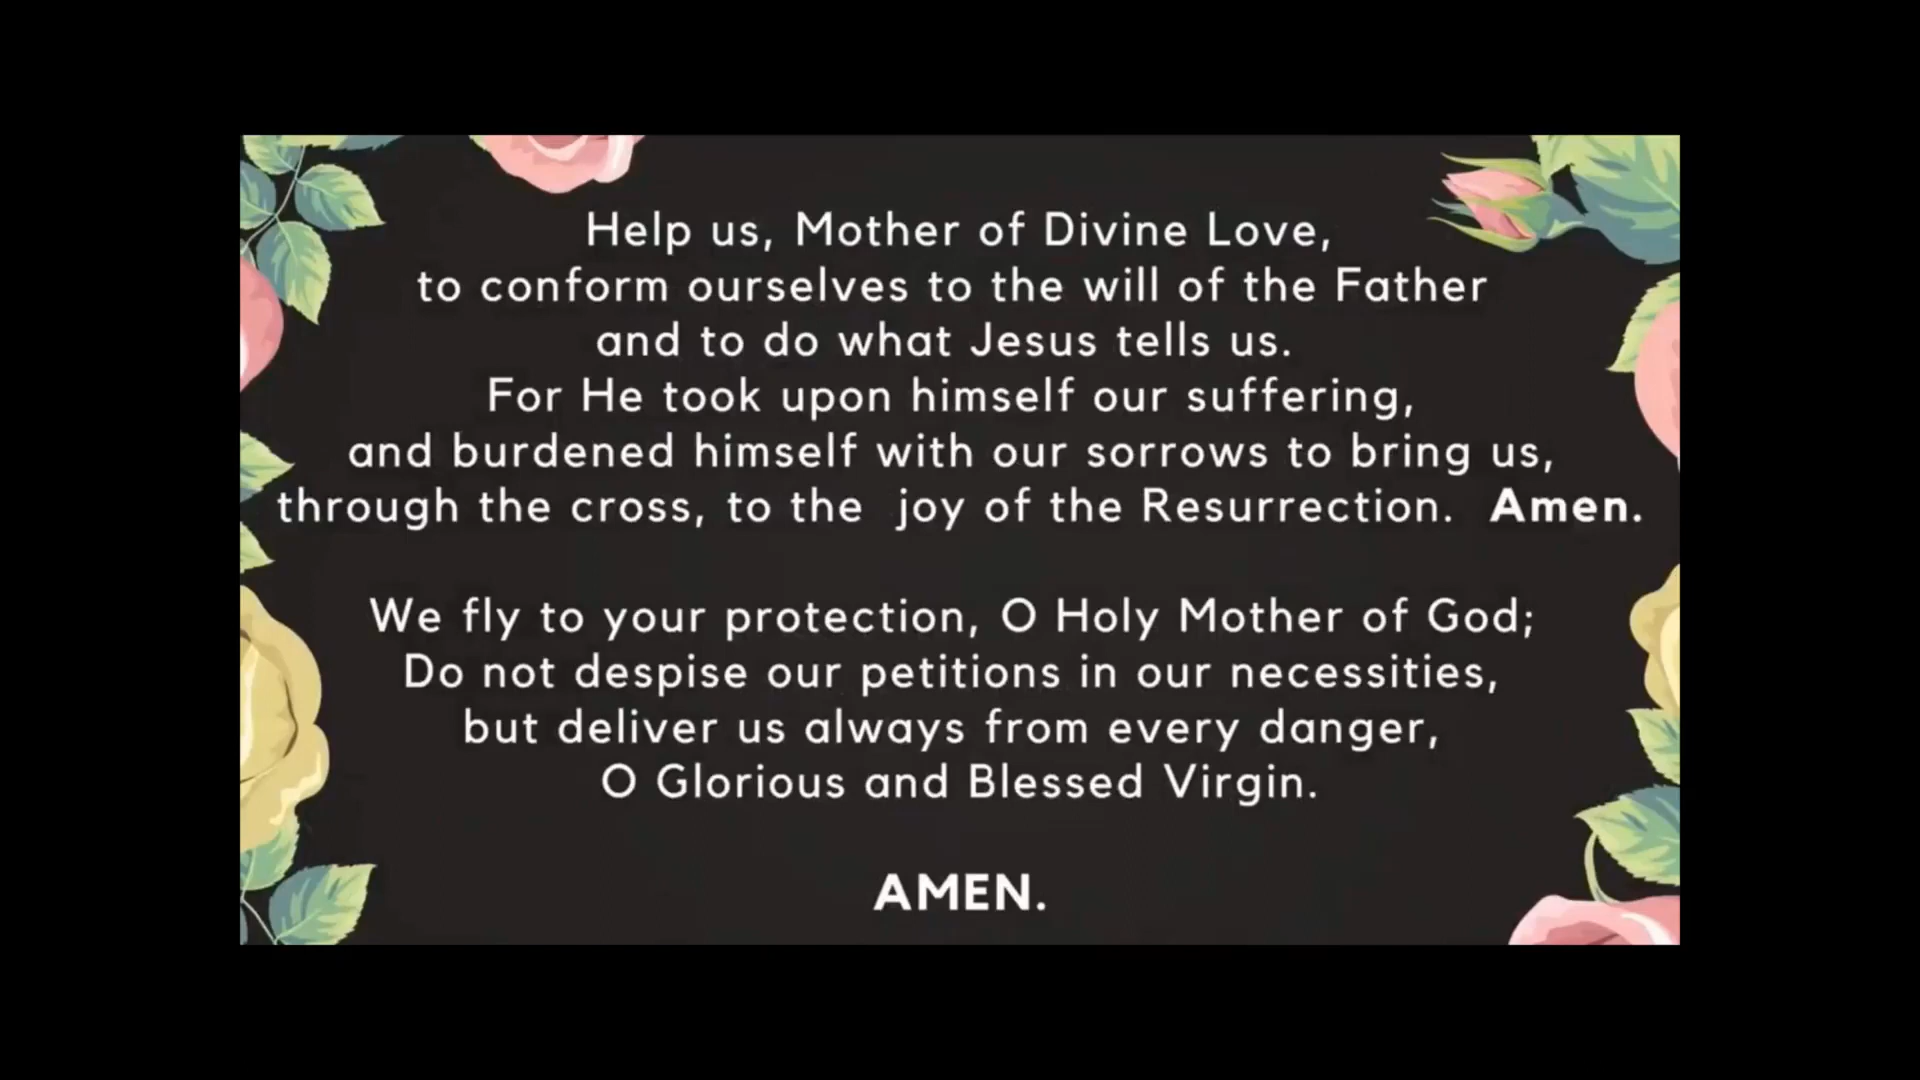 Help us, Mother of Divine Love,
to conform ourselves to the will of the Father
and to do what Jesus tells us.
For He took upon himself our suffering,
and burdened himself with our sorrows to bring us,
through the cross, to the joy of the Resurrection. Amen.
We fly to your protection, O Holy Mother of God;
Do not despise our petitions in our necessities,
but deliver us always from every danger,
O Glorious and Blessed Virgin.
AMEN.